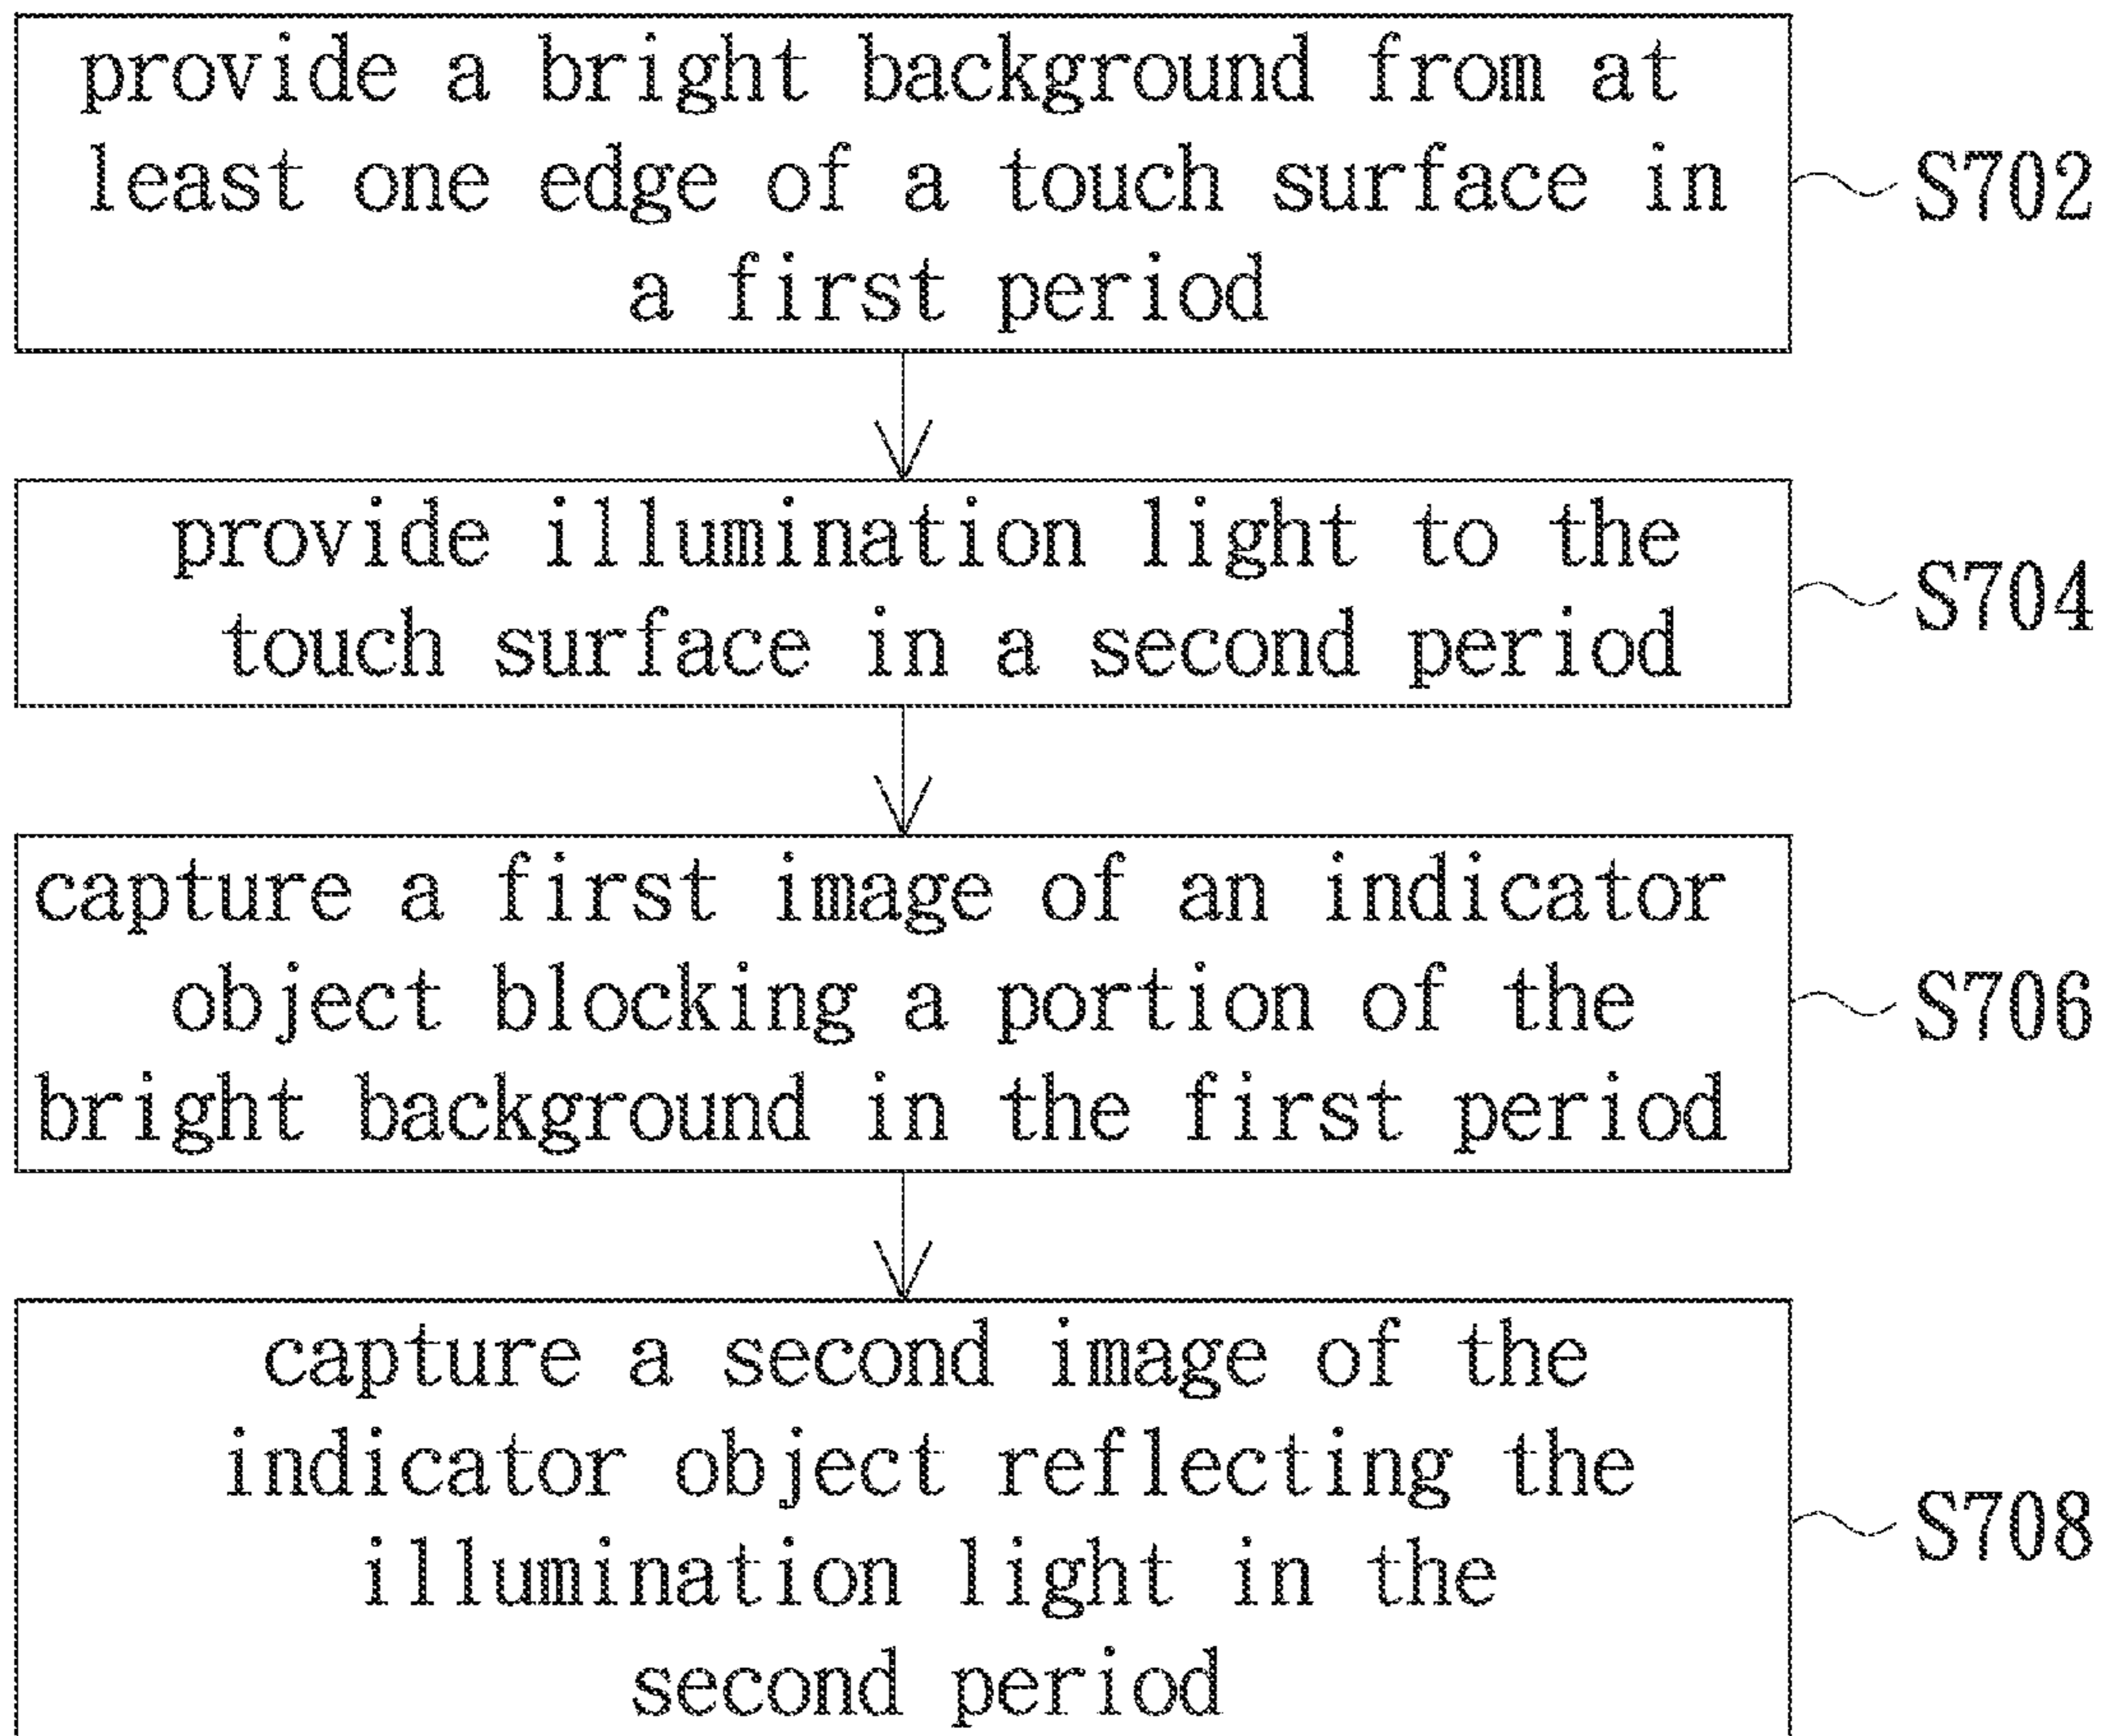 provide a bright background from at
least one edge of a touch surface in
a first period
S702
provide illumination light to the
touch surface in a second period
S704
capture a first image of an indicator
object blocking a portion of the
bright background in the first period
S706
capture a second image of the
indicator object reflecting the
illumination light in the
second period
S708